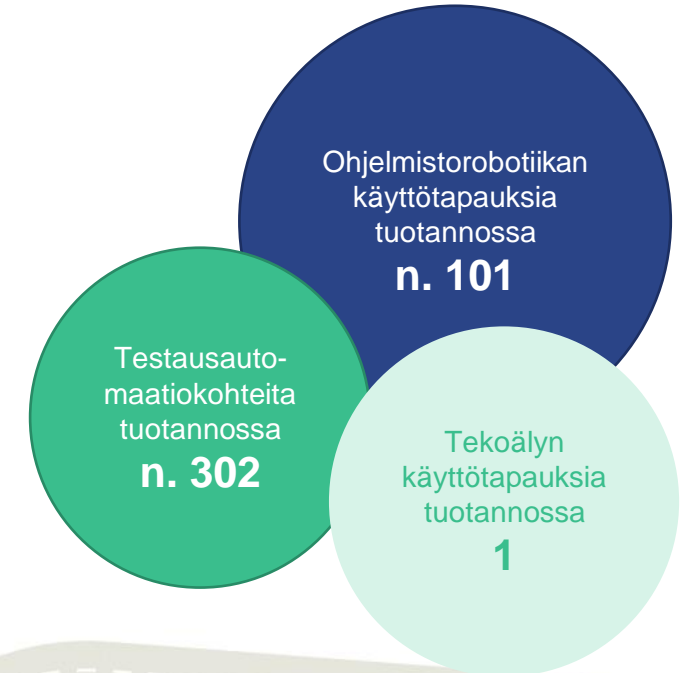 Ohjelmistorobotiikan
käyttötapauksia
tuotannossa
n. 101
Testausauto-
maatiokohteita
tuotannossa
n. 302
Tekoälyn
käyttötapauksia
tuotannossa
1